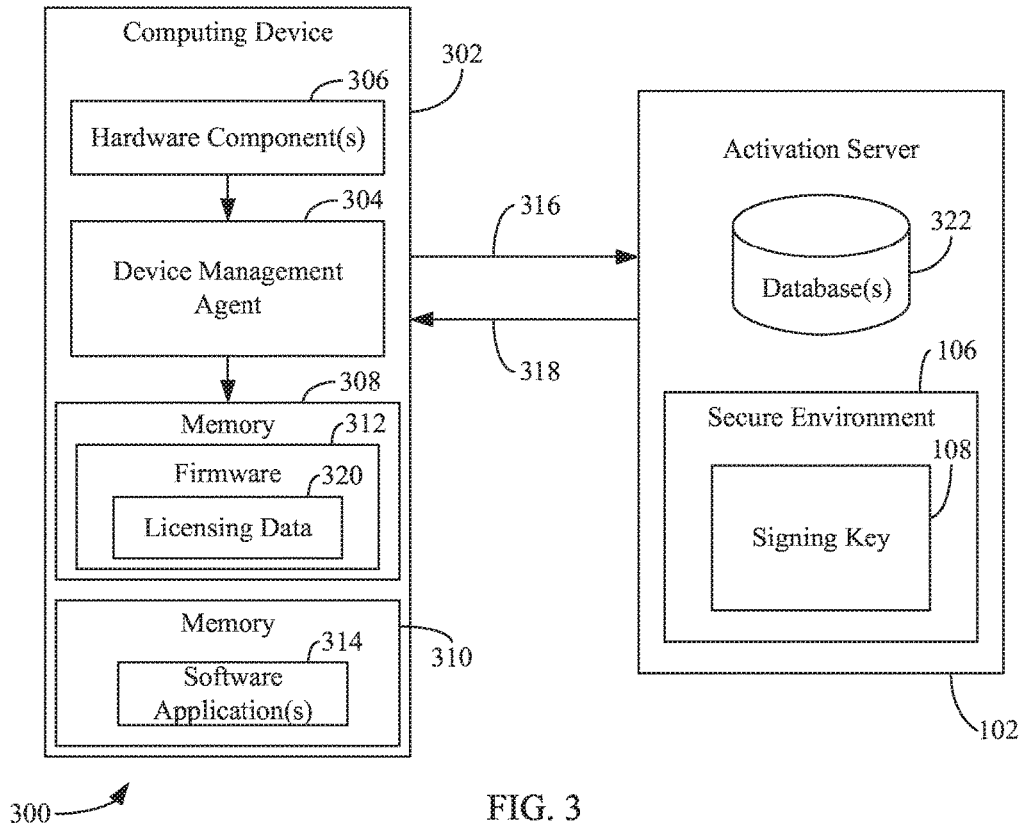 Computing Device
302
306
Hardware Component(s)
304
Device Management
Agent
308
Memory
312
Firmware
320
Licensing Data
Memory
314
310
Software
Application(s)
316
318
Activation Server
322
Database(s)
106
Secure Environment
108
Signing Key
102
300
FIG. 3